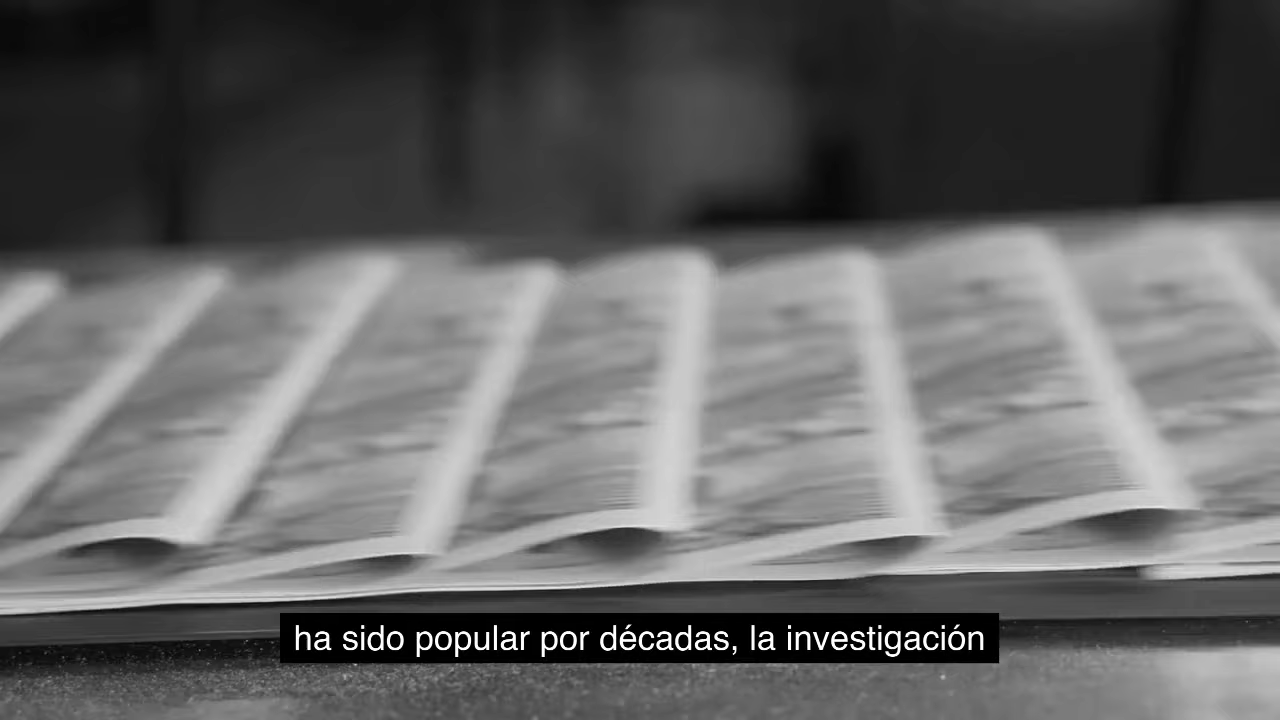 ha sido popular por décadas, la investigación